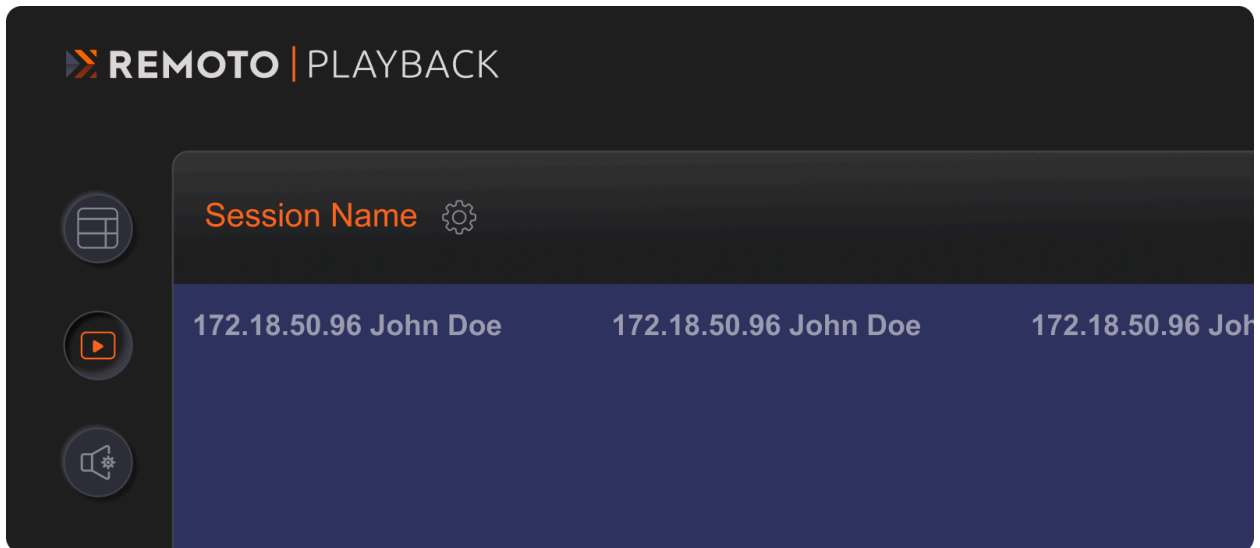 REMOTO | PLAYBACK
Session Name
172.18.50.96 John Doe 172.18.50.96 John Doe 172.18.50.96